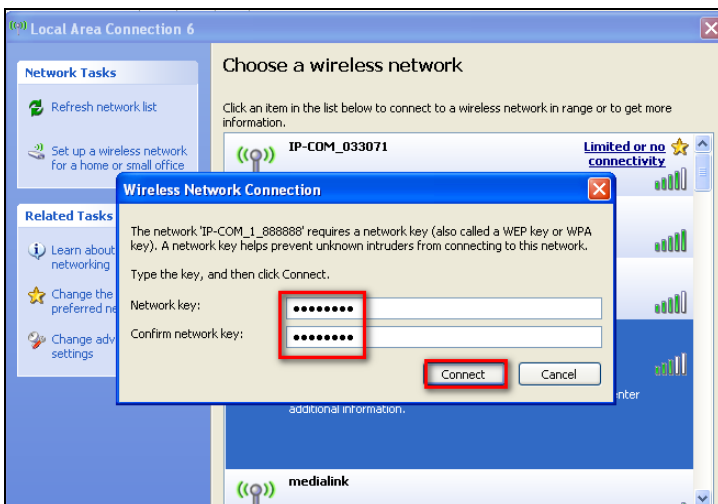 Local Area Connection 6
Network Tasks
Refresh network list
Set up a wireless network
for a home or small office
Related Tasks
Learn about
networking
Change the
preferred ne
Change adv
settings
Choose a wireless network
Click an item in the list below to connect to a wireless network in range or to get more
information.
IP-COM_033071
Limited or no
connectivity
Wireless Network Connection
The network 'IP-COM_1_888888' requires a network key (also called a WEP key or WPA
key). A network key helps prevent unknown intruders from connecting to this network.
Type the key, and then click Connect.
Network key:
••••••••
Confirm network key:
••••••••
Connect
Cancel
enter
additional information.
medialink